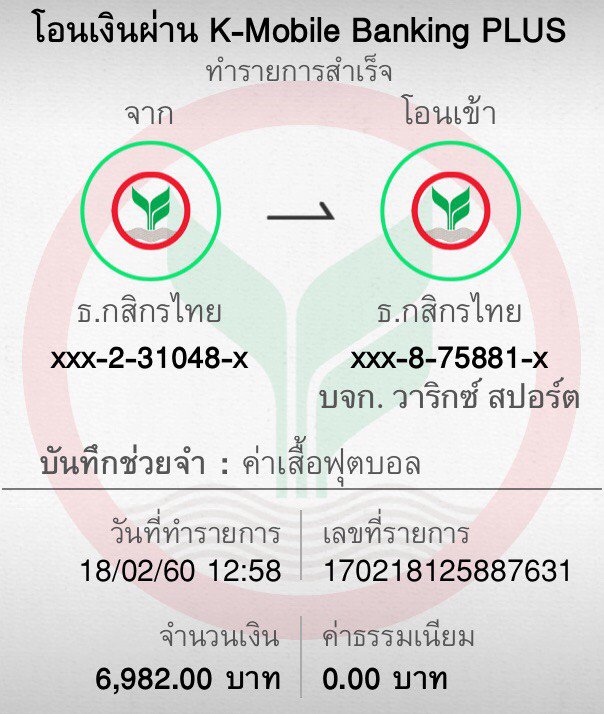 โอนเงินผ่าน K-Mobile Banking PLUS
ทำรายการสำเร็จ
จาก
โอนเข้า
ธ.กสิกรไทย
ธ.กสิกรไทย
xxx-2-31048-x
xxx-8-75881-x
บจก. วาริกซ์ สปอร์ต
บันทึกช่วยจำ : ค่าเสื้อฟุตบอล
วันที่ทำรายการ
เลขที่รายการ
18/02/60 12:58
170218125887631
จำนวนเงิน
ค่าธรรมเนียม
6,982.00 บาท
0.00 บาท